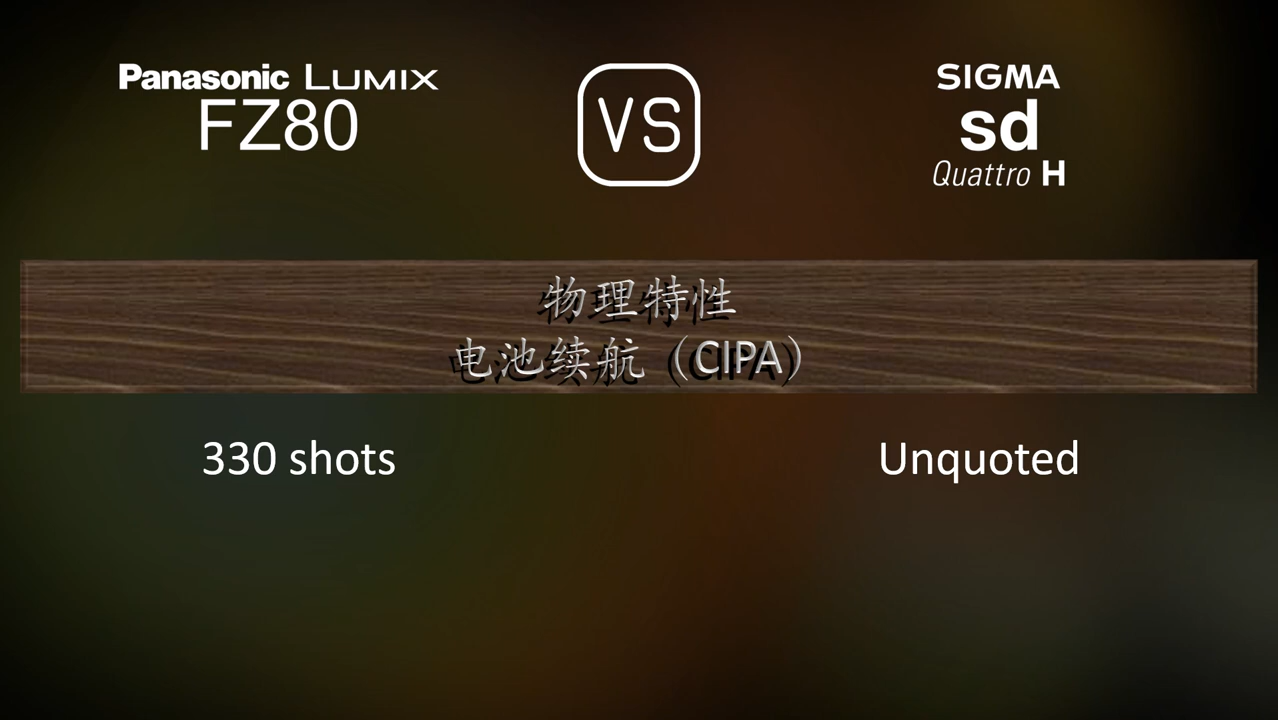 Panasonic LUMIX
FZ80
VS
SIGMA
sd
Quattro H
物理特性
电池续航（CIPA）
330 shots
Unquoted